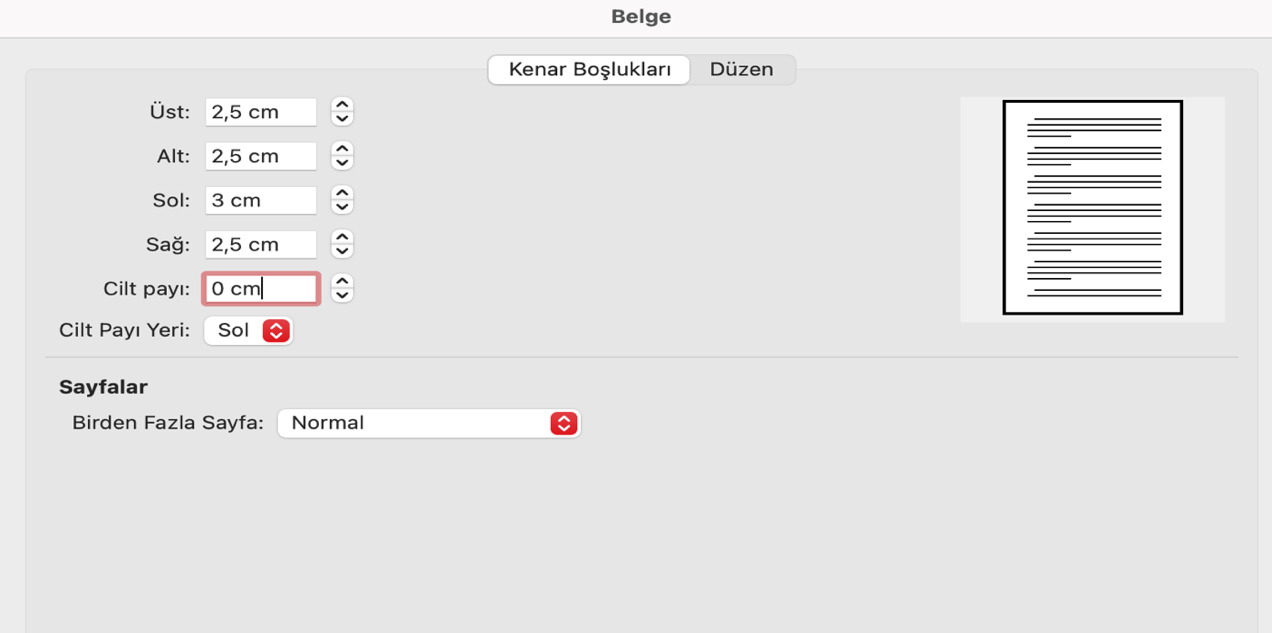 Belge
Kenar Boşlukları Düzen
Üst: 2,5 cm
Alt: 2,5 cm
Sol: 3 cm
Sağ: 2,5 cm
Cilt payı: 0 cm
Cilt Payı Yeri: Sol
Sayfalar
Birden Fazla Sayfa: Normal